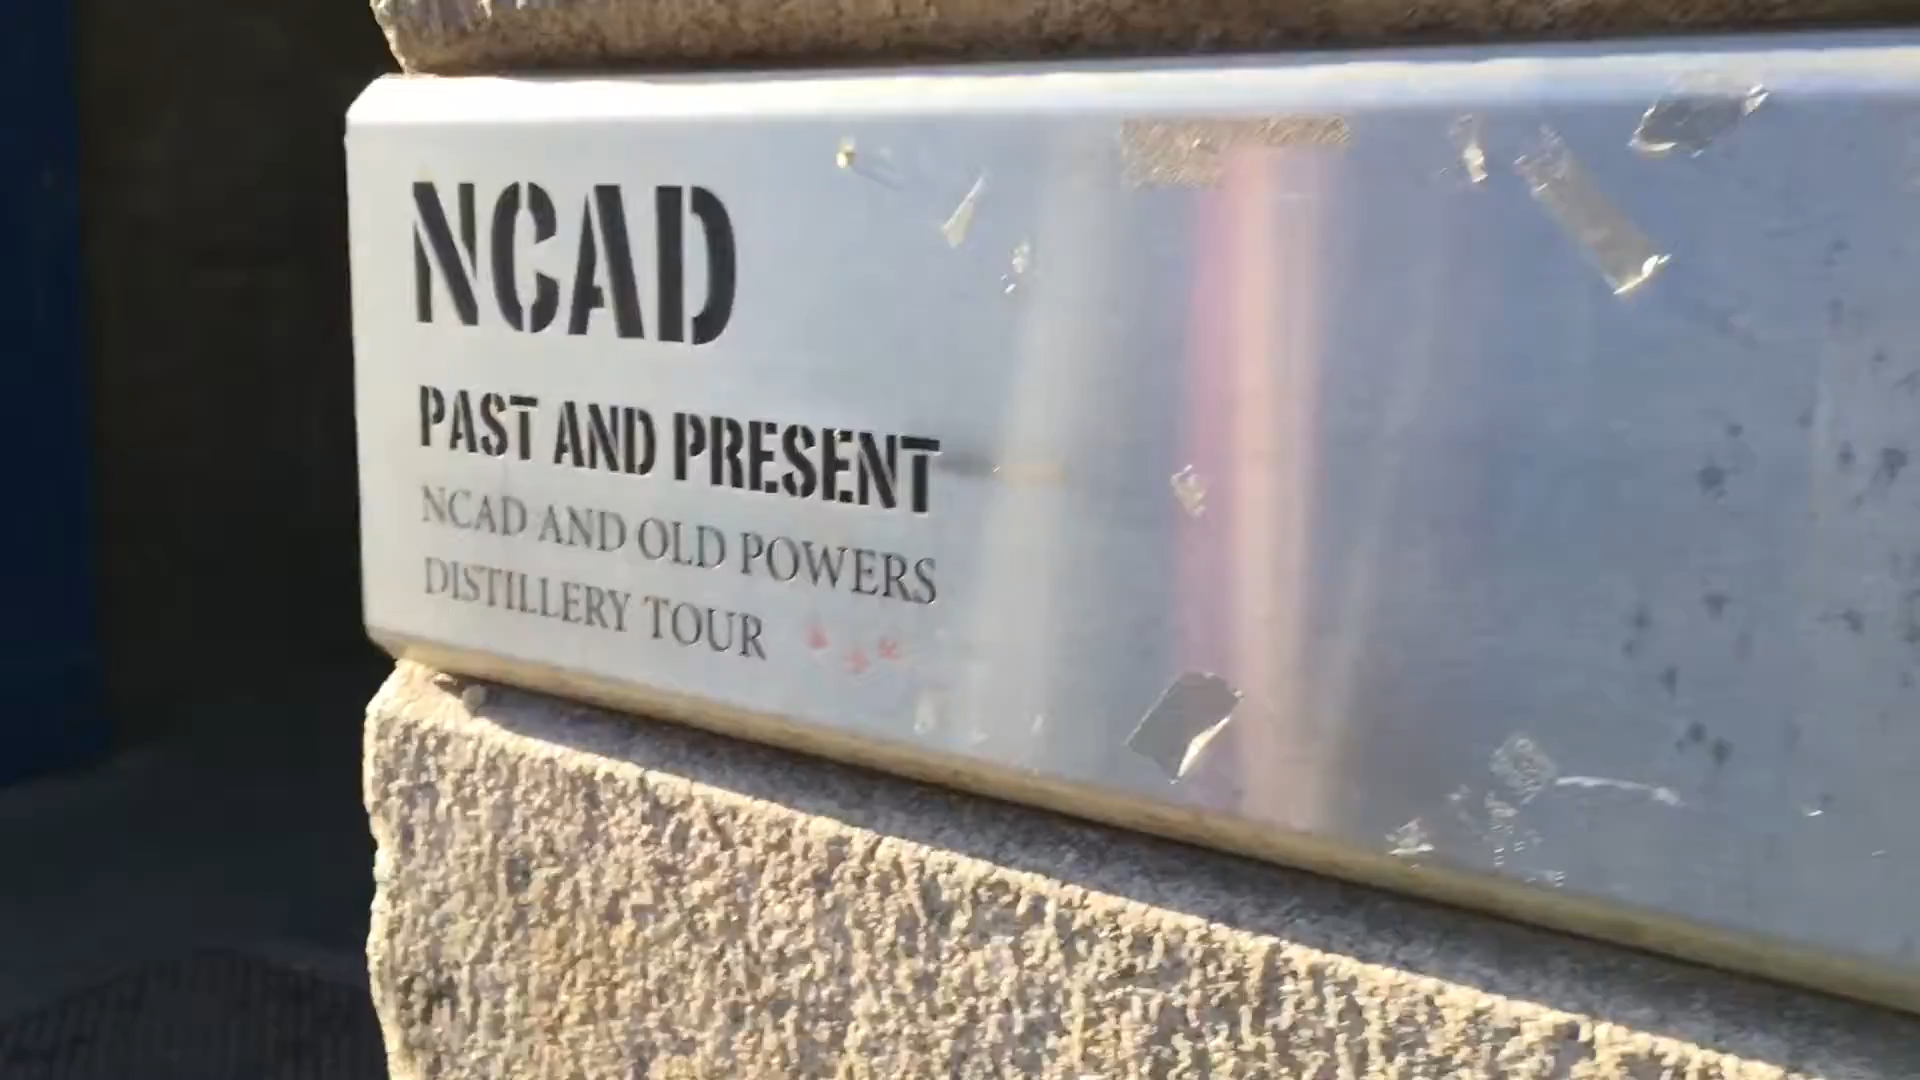 NCAD
PAST AND PRESENT
NCAD AND OLD POWERS
DISTILLERY TOUR